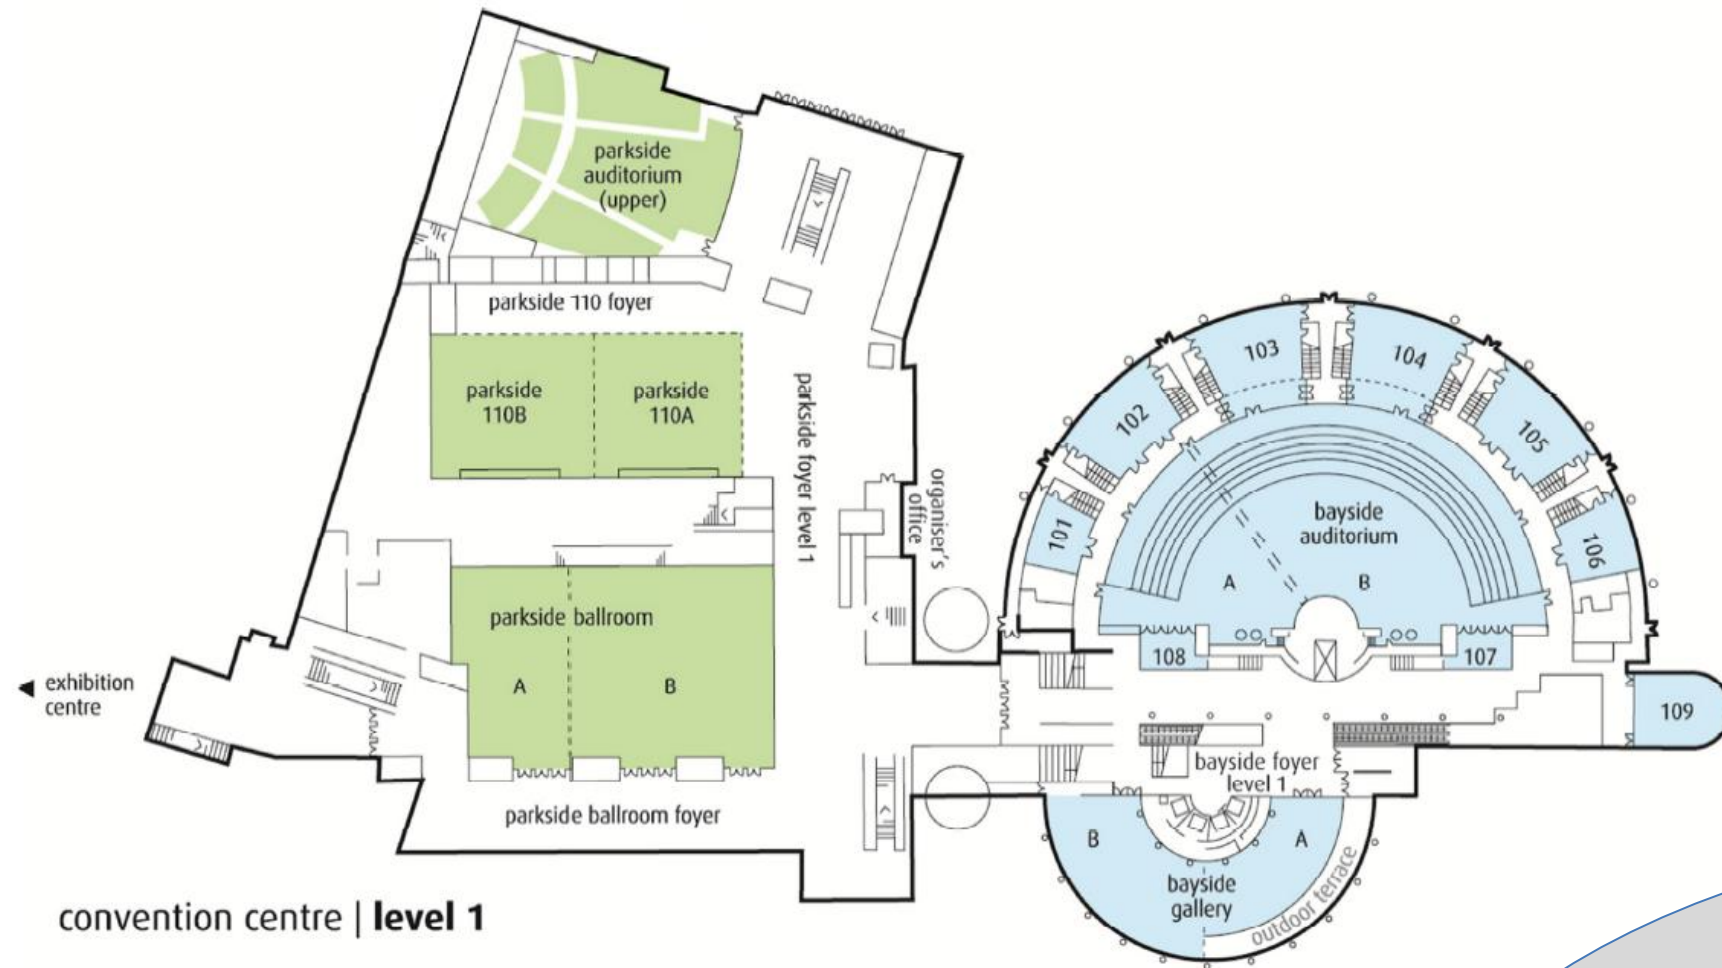 parkside
auditorium
(upper)
parkside 110 foyer
parkside
110B
parkside
110A
parkside foyer level 1
organiser's
office
parkside ballroom
A
B
exhibition
centre
parkside ballroom foyer
101
102
103
104
105
106
bayside
auditorium
A
B
108
107
109
bayside foyer
level 1
B
A
bayside
gallery
outdoor terrace
convention centre | level 1